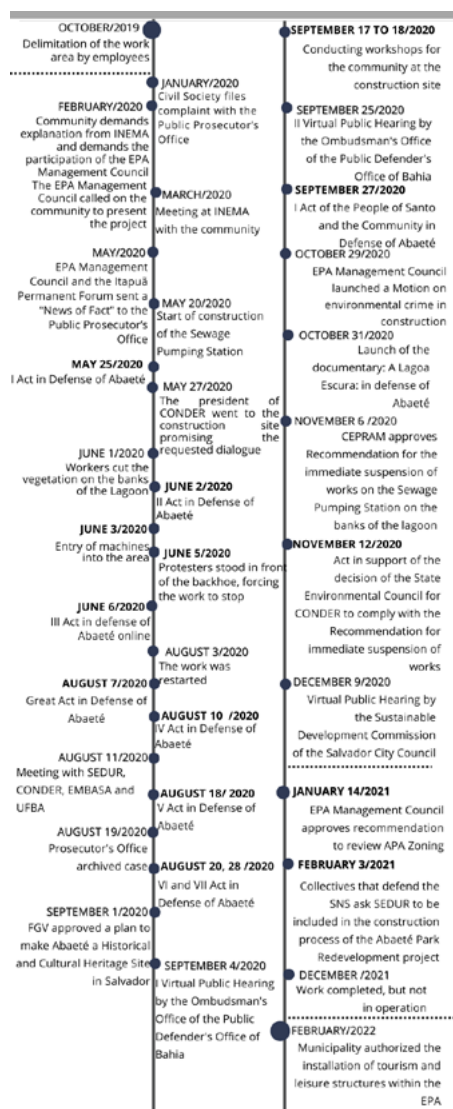 OCTOBER/2019
Delimitation of the work
area by employees
JANUARY/2020
Civil Society files
complaint with the
Public Prosecutor's
Office
FEBRUARY/2020
Community demands
explanation from INEMA
and demands the
participation of the EPA
Management Council
The EPA Management
Council called on the
community to present
the project
MARCH/2020
Meeting at INEMA
with the community
MAY/2020
EPA Management
Council and the Itapuã
Permanent Forum sent a
"News of Fact" to the
Public Prosecutor's
Office
MAY 20/2020
Start of construction
of the Sewage
Pumping Station
MAY 25/2020
I Act in Defense of Abaeté
MAY 27/2020
The president of
CONDER went to the
construction site
promising the
requested dialogue
JUNE 1/2020
Workers cut the
vegetation on the banks
of the Lagoon
JUNE 2/2020
II Act in Defense of
Abaeté
JUNE 3/2020
Entry of machines
into the area
JUNE 5/2020
Protesters stood in front
of the backhoe, forcing
the work to stop
JUNE 6/2020
III Act in defense of
Abaeté online
AUGUST 3/2020
The work was
restarted
AUGUST 7/2020
Great Act in Defense of
Abaeté
AUGUST 10 /2020
IV Act in Defense of
Abaeté
AUGUST 11/2020
Meeting with SEDUR,
CONDER, EMBASA and
UFBA
AUGUST 18/ 2020
V Act in Defense of
Abaeté
AUGUST 19/2020
Prosecutor's Office
archived case
AUGUST 20, 28 /2020
VI and VII Act in
Defense of Abaeté
SEPTEMBER 1/2020
FGV approved a plan to
make Abaeté a Historical
and Cultural Heritage Site
in Salvador
SEPTEMBER 4/2020
I Virtual Public Hearing
by the Ombudsman's
Office of the Public
Defender's Office of
Bahia
SEPTEMBER 17 TO 18/2020
Conducting workshops for
the community at the
construction site
SEPTEMBER 25/2020
II Virtual Public Hearing by
the Ombudsman's Office
of the Public Defender's
Office of Bahia
SEPTEMBER 27/2020
I Act of the People of Santo
and the Community in
Defense of Abaeté
OCTOBER 29/2020
EPA Management Council
launched a Motion on
environmental crime in
construction
OCTOBER 31/2020
Launch of the
documentary: A Lagoa
Escura: in defense of
Abaeté
NOVEMBER 6 /2020
CEPRAM approves
Recommendation for the
immediate suspension of
works on the Sewage
Pumping Station on the
banks of the lagoon
NOVEMBER 12/2020
Act in support of the
decision of the State
Environmental Council for
CONDER to comply with the
Recommendation for
immediate suspension of
works
DECEMBER 9/2020
Virtual Public Hearing by
the Sustainable
Development Commission
of the Salvador City Council
JANUARY 14/2021
EPA Management Council
approves recommendation
to review APA Zoning
FEBRUARY 3/2021
Collectives that defend the
SNS ask SEDUR to be
included in the construction
process of the Abaeté Park
Redevelopment project
DECEMBER /2021
Work completed, but not
in operation
FEBRUARY/2022
Municipality authorized the
installation of tourism and
leisure structures within the
EPA